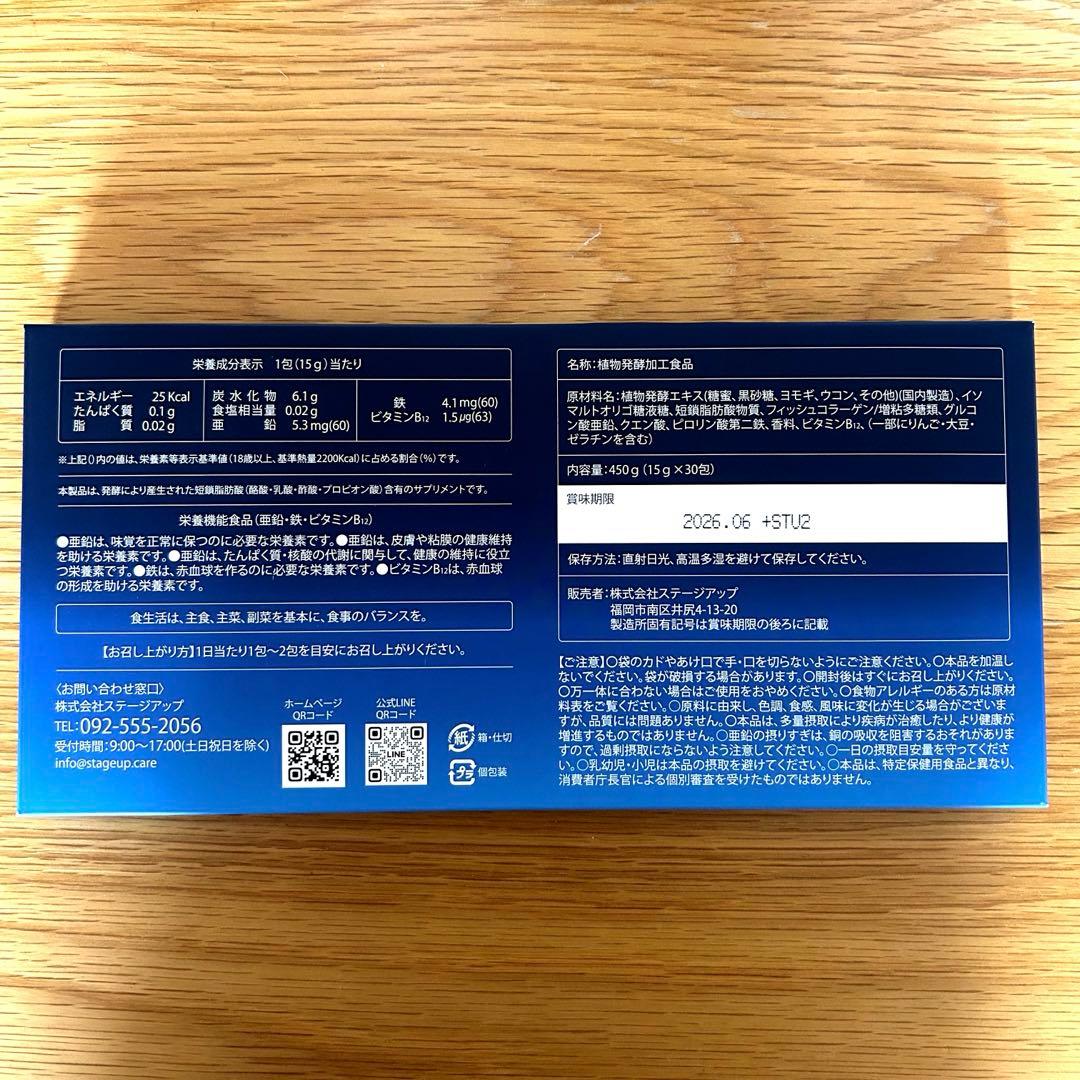 栄養成分表示 1包(15g)当たり
エネルギー 25Kcal
たんぱく質 0.1g
脂質 0.02g
炭水化物 6.1g
食塩相当量 0.02g
亜鉛 5.3mg(60)
鉄 4.1mg(60)
ビタミンB₁₂ 1.5μg(63)
※上記()内の値は、栄養素等表示基準値(18歳以上、基準熱量2200Kcal)に占める割合(%)です。
本製品は、発酵により産生された短鎖脂肪酸(酪酸・乳酸・酢酸・プロピオン酸)含有のサプリメントです。
栄養機能食品(亜鉛・鉄・ビタミンB₁₂)
●亜鉛は、味覚を正常に保つのに必要な栄養素です。●亜鉛は、皮膚や粘膜の健康維持
を助ける栄養素です。●亜鉛は、たんぱく質・核酸の代謝に関与して、健康の維持に役立
つ栄養素です。●鉄は、赤血球を作るのに必要な栄養素です。●ビタミンB₁₂は、赤血球
の形成を助ける栄養素です。
食生活は、主食、主菜、副菜を基本に、食事のバランスを。
【お召し上がり方】1日当たり1包~2包を目安にお召し上がりください。
〈お問い合わせ窓口〉
株式会社ステージアップ
TEL:092-555-2056
受付時間:9:00~17:00(土日祝日を除く)
info@stageup.care
ホームページ
QRコード
公式LINE
QRコード
LINE
紙 箱・仕切
プラ 個包装
名称:植物発酵加工食品
原材料名:植物発酵エキス(糖蜜、黒砂糖、ヨモギ、ウコン、その他)(国内製造)、イソ
マルトオリゴ糖液糖、短鎖脂肪酸物質、フィッシュコラーゲン/増粘多糖類、グルコ
ン酸亜鉛、クエン酸、ピロリン酸第二鉄、香料、ビタミンB₁₂、(一部にりんご・大豆・
ゼラチンを含む)
内容量:450g(15g×30包)
賞味期限
2026.06 +STU2
保存方法:直射日光、高温多湿を避けて保存してください。
販売者:株式会社ステージアップ
福岡市南区井尻4-13-20
製造所固有記号は賞味期限の後ろに記載
【ご注意】○袋のカドやあけ口で手・口を切らないようにご注意ください。○本品を加温し
ないでください。袋が破損する場合があります。○開封後はすぐにお召し上がりください。
○万一体に合わない場合はご使用をおやめください。○食物アレルギーのある方は原材
料表をご覧ください。○原料に由来し、色調、食感、風味に変化が生じる場合がございま
すが、品質には問題ありません。○本品は、多量摂取により疾病が治癒したり、より健康が
増進するものではありません。○亜鉛の摂りすぎは、銅の吸収を阻害するおそれがありま
すので、過剰摂取にならないよう注意してください。○一日の摂取目安量を守ってくださ
い。○乳幼児・小児は本品の摂取を避けてください。○本品は、特定保健用食品と異なり、
消費者庁長官による個別審査を受けたものではありません。